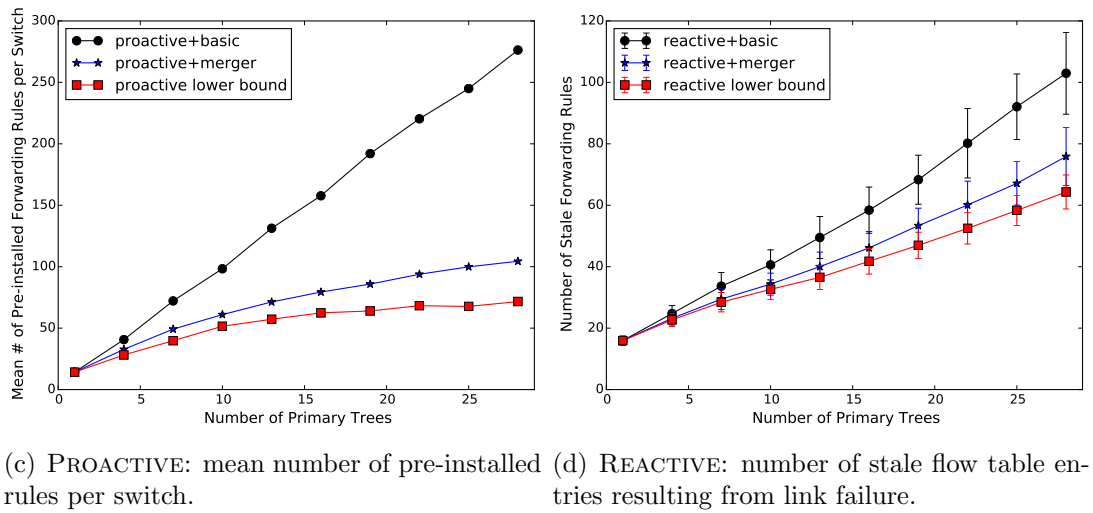 Mean # of Pre-installed Forwarding Rules per Switch
300
250
200
150
100
50
0
proactive+basic
proactive+merger
proactive lower bound
0 5 10 15 20 25
Number of Primary Trees
Number of Stale Forwarding Rules
120
100
80
60
40
20
0
reactive+basic
reactive+merger
reactive lower bound
0 5 10 15 20 25
Number of Primary Trees
(c) PROACTIVE: mean number of pre-installed
rules per switch.
(d) REACTIVE: number of stale flow table en-
tries resulting from link failure.